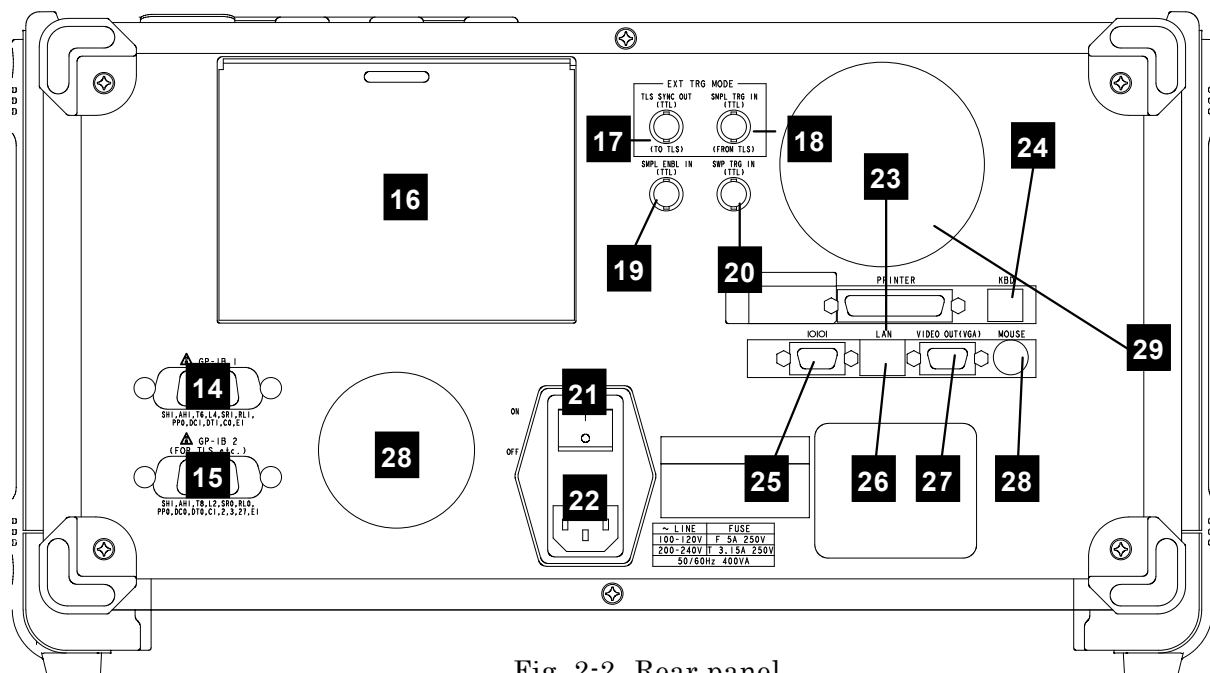 EXT TRG MODE
TLS SYNC OUT
(TTL)
SMPL TRG IN
(TTL)
17
18
(TO TLS)
(FROM TLS)
SMPL ENBL IN
(TTL)
SWP TRG IN
(TTL)
16
23
24
19
20
PRINTER
KBD
IOIOI
LAN
VIDEO OUT(VGA)
MOUSE
29
GP-IB 1
14
SH1,AH1,T6,L4,SR1,RL1,
PP0,DC1,DT1,C0,E1
GP-IB 2
(FOR TLS etc.)
15
SH1,AH1,T8,L2,SR0,RL0,
PP0,DC0,DT0,C1,2,3,27,E1
28
ON
OFF
21
22
25
26
27
28
~ LINE FUSE
100-120V F 5A 250V
200-240V T 3.15A 250V
50/60Hz 400VA
Fig. 2-2 Rear panel